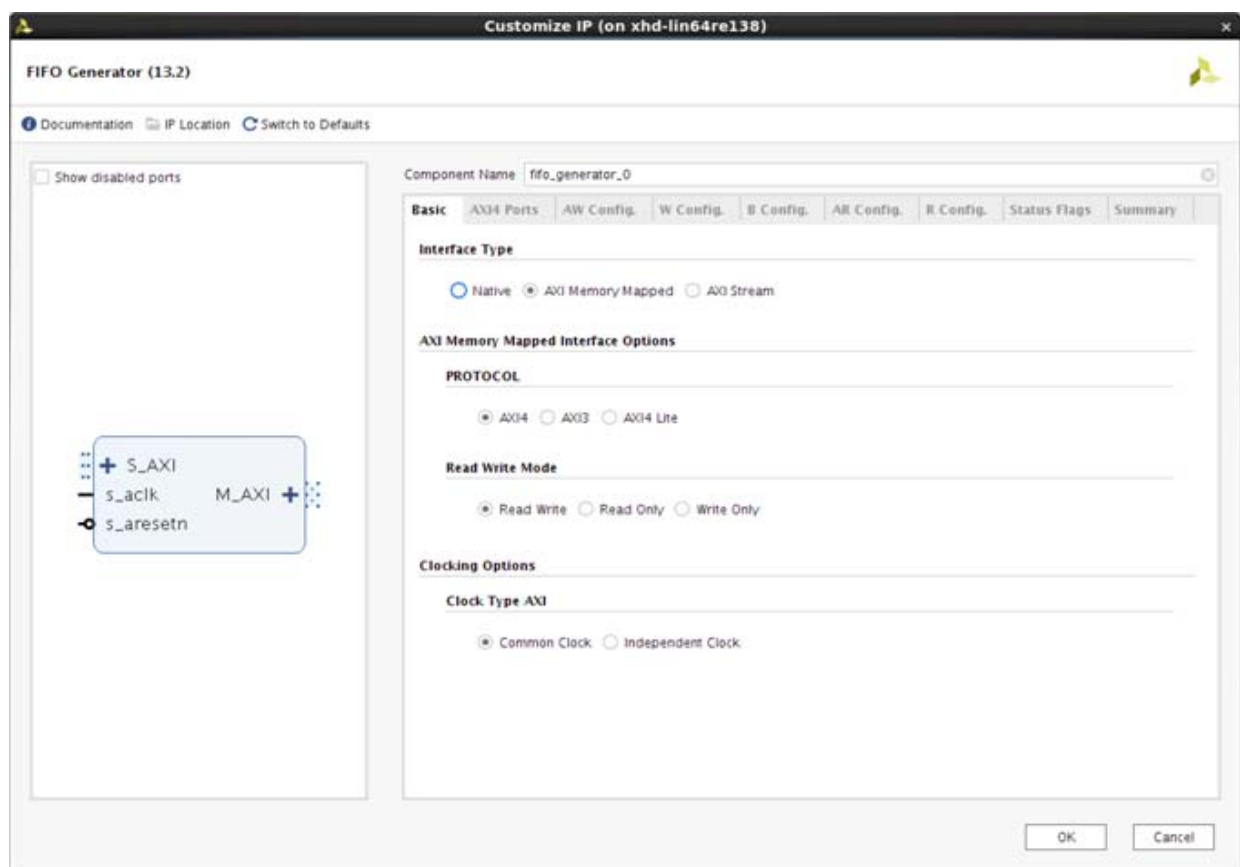 Customize IP (on xhd-lin64re138)
FIFO Generator (13.2)
Documentation IP Location Switch to Defaults
Show disabled ports
Component Name fifo_generator_0
Basic AXI4 Ports AW Config. W Config. B Config. AR Config. R Config. Status Flags Summary
Interface Type
Native AXI Memory Mapped AXI Stream
AXI Memory Mapped Interface Options
PROTOCOL
AXI4 AXI3 AXI4 Lite
Read Write Mode
Read Write Read Only Write Only
Clocking Options
Clock Type AXI
Common Clock Independent Clock
S_AXI
s_aclk M_AXI
s_aresetn
OK Cancel